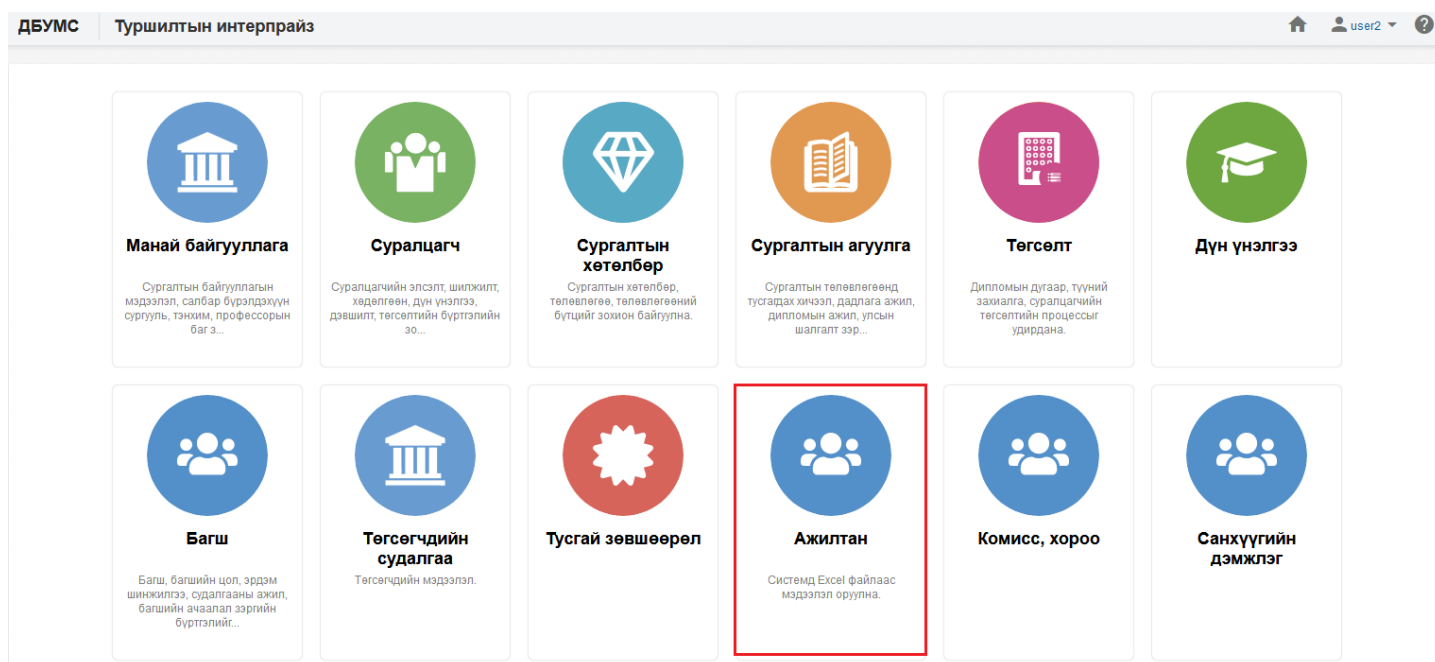 ДБУМС Туршилтын интерпрайз user2
Манай байгууллага
Сургалтын байгууллагын
мэдээлэл, салбар бүрэлдэхүүн
сургууль, тэнхим, профессорын
баг з...
Суралцагч
Суралцагчийн элсэлт, шилжилт,
хөдөлгөөн, дүн үнэлгээ,
дэвшилт, төгсөлтийн бүртгэлийн
зо...
Сургалтын
хөтөлбөр
Сургалтын хөтөлбөр,
төлөвлөгөө, төлөвлөгөөний
бүтцийг зохион байгуулна.
Сургалтын агуулга
Сургалтын төлөвлөгөөнд
тусгагдах хичээл, дадлага ажил,
дипломын ажил, улсын
шалгалт зэр...
Төгсөлт
Дипломын дугаар, түүний
захиалга, суралцагчийн
төгсөлтийн процессыг
удирдана.
Дүн үнэлгээ
Багш
Багш, багшийн цол, эрдэм
шинжилгээ, судалгааны ажил,
багшийн ачаалал зэргийн
бүртгэлийг...
Төгсөгчдийн
судалгаа
Төгсөгчдийн мэдээлэл.
Тусгай зөвшөөрөл
Ажилтан
Системд Excel файлаас
мэдээлэл оруулна.
Комисс, хороо
Санхүүгийн
дэмжлэг